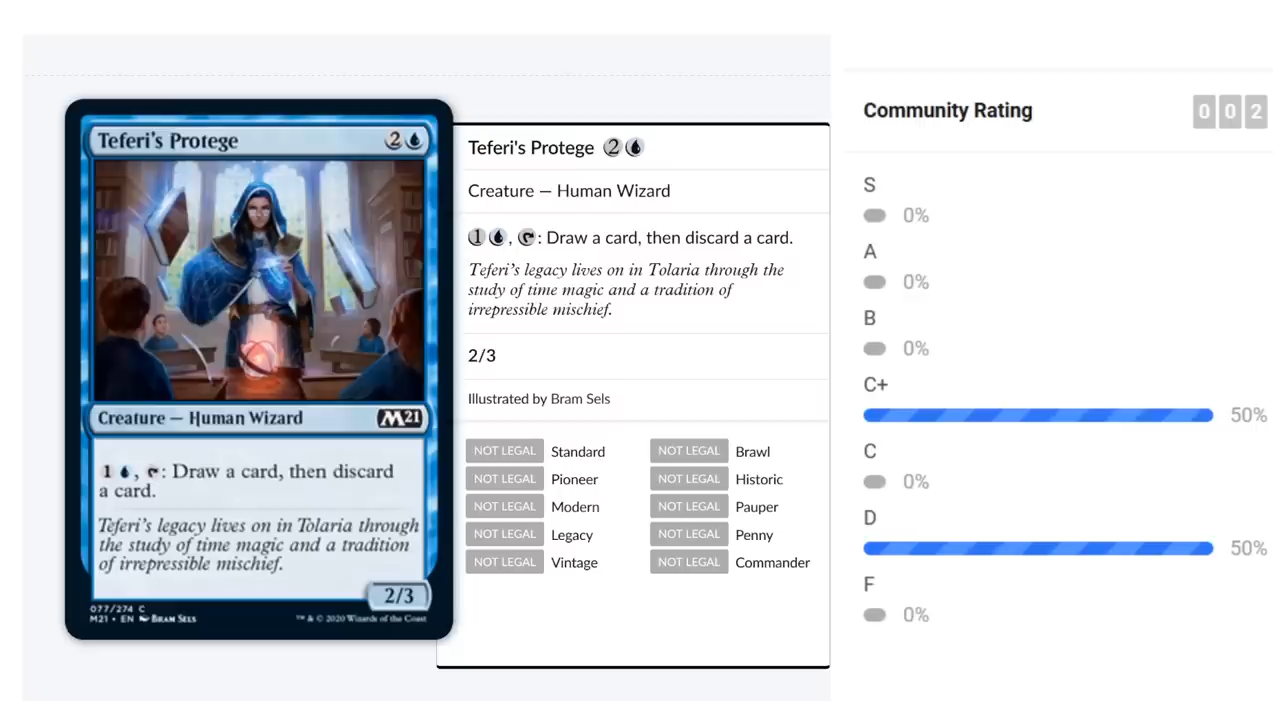 Teferi's Protege 2
Creature — Human Wizard
M21
1 , : Draw a card, then discard
a card.
Teferi's legacy lives on in Tolaria through
the study of time magic and a tradition
of irrepressible mischief.
2/3
077/274 C
M21 • EN BRAM SELS
™ & © 2020 Wizards of the Coast
Teferi's Protege 2
Creature — Human Wizard
1 , : Draw a card, then discard a card.
Teferi's legacy lives on in Tolaria through the
study of time magic and a tradition of
irrepressible mischief.
2/3
Illustrated by Bram Sels
NOT LEGAL Standard NOT LEGAL Brawl
NOT LEGAL Pioneer NOT LEGAL Historic
NOT LEGAL Modern NOT LEGAL Pauper
NOT LEGAL Legacy NOT LEGAL Penny
NOT LEGAL Vintage NOT LEGAL Commander
Community Rating 0 0 2
S
0%
A
0%
B
0%
C+
50%
C
0%
D
50%
F
0%